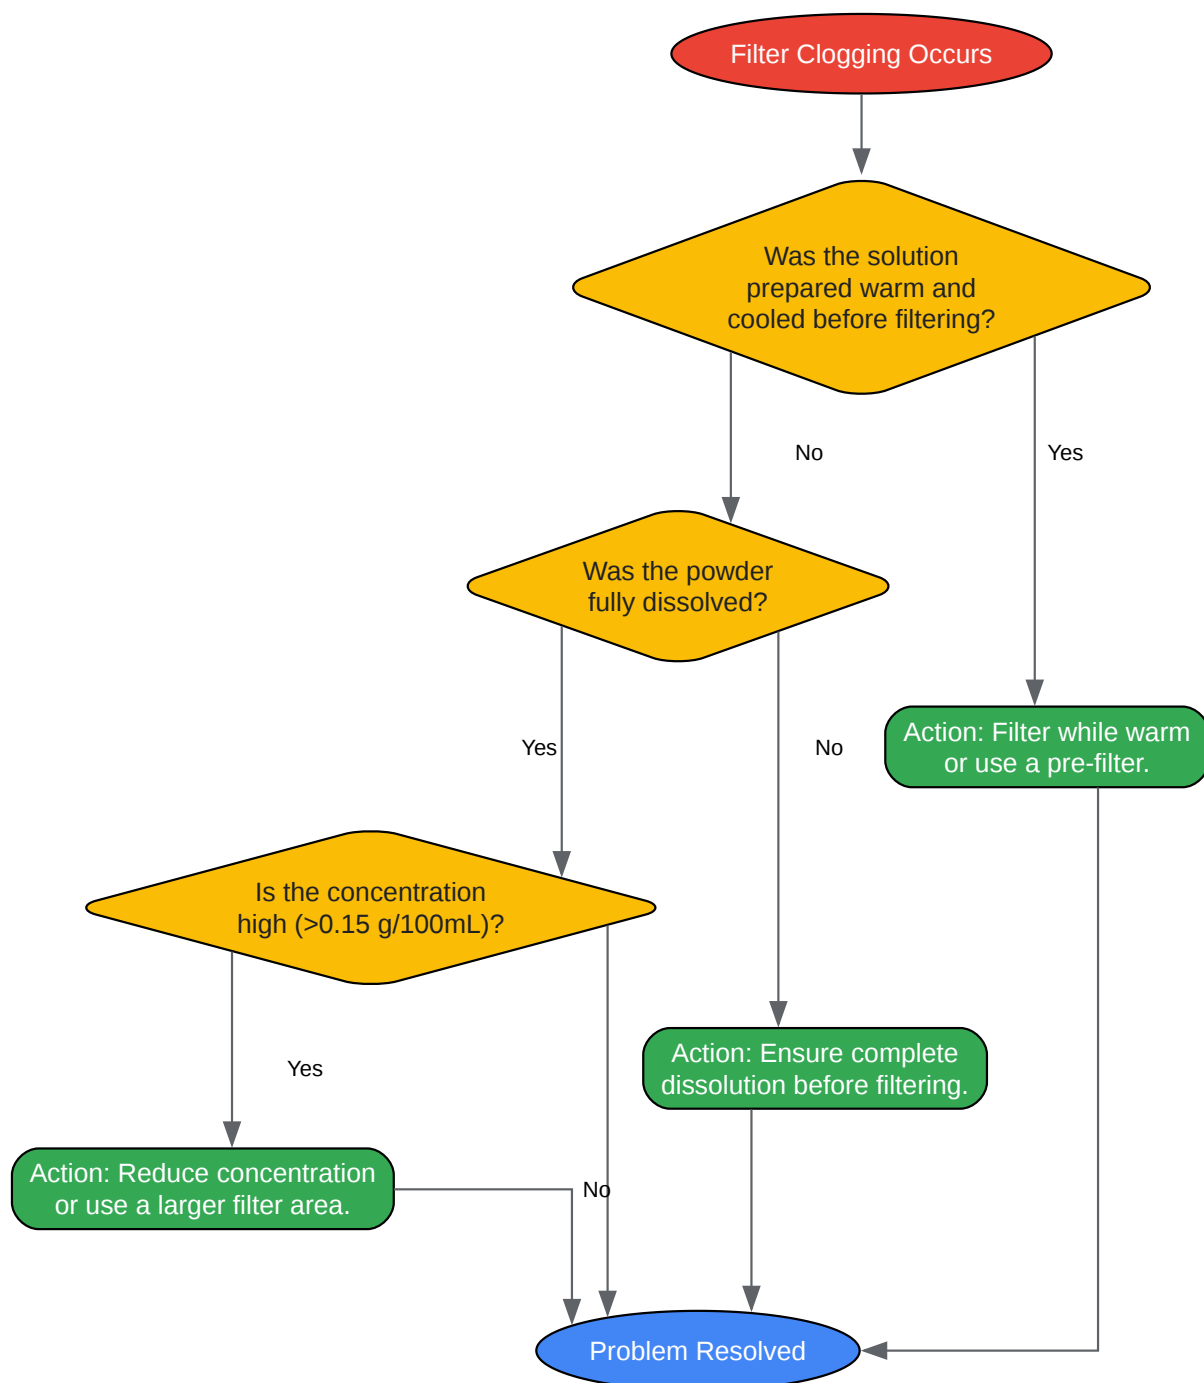 Filter Clogging Occurs
Was the solution
prepared warm and
cooled before filtering?
No
Yes
Was the powder
fully dissolved?
Yes
No
Action: Filter while warm
or use a pre-filter.
Is the concentration
high (>0.15 g/100mL)?
Yes
Action: Ensure complete
dissolution before filtering.
Action: Reduce concentration
or use a larger filter area.
No
Problem Resolved